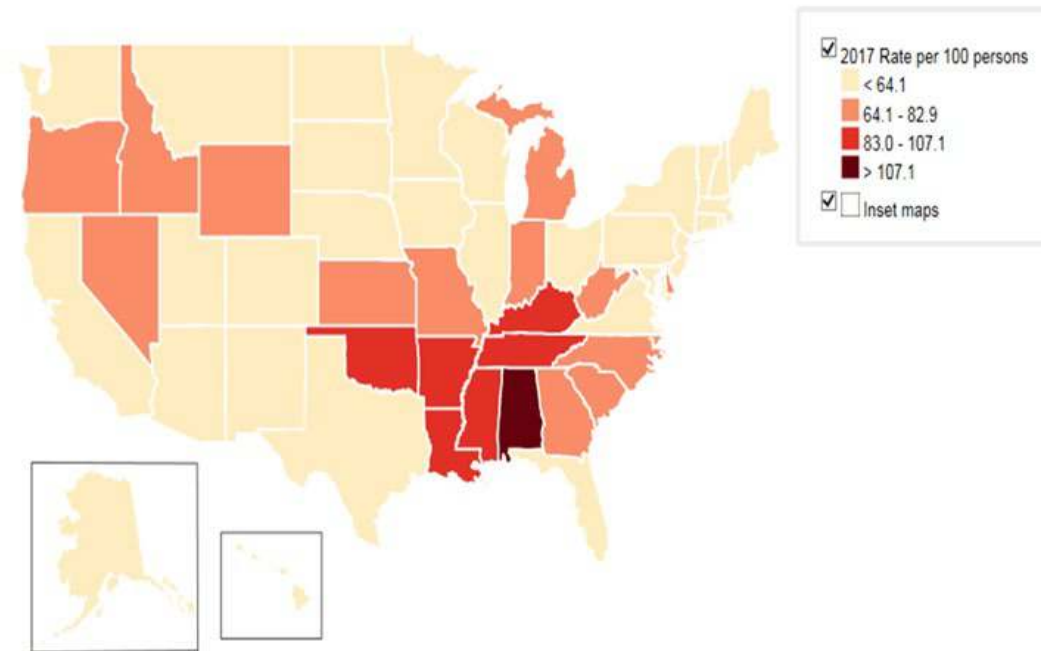 2017 Rate per 100 persons
< 64.1
64.1 - 82.9
83.0 - 107.1
> 107.1
Inset maps